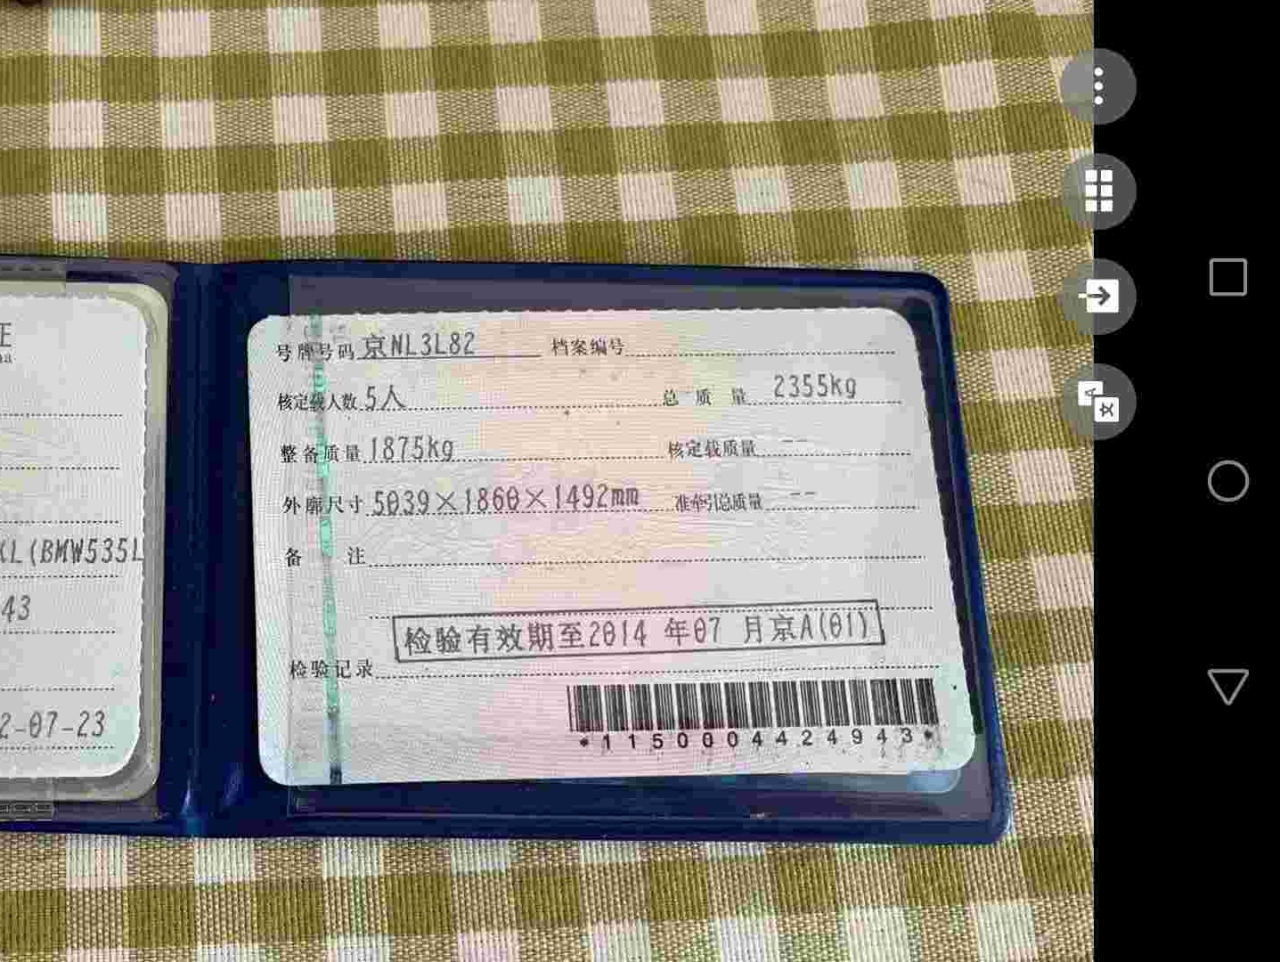 证
na
KL(BMW535L
43
2-07-23
号牌号码 京NL3L82 档案编号
核定载人数 5人 总质量 2355kg
整备质量 1875kg 核定载质量 --
外廓尺寸 5039×1860×1492mm 准牵引总质量 --
备注
检验有效期至2014 年07 月京A(01)
检验记录
*1150004424943*